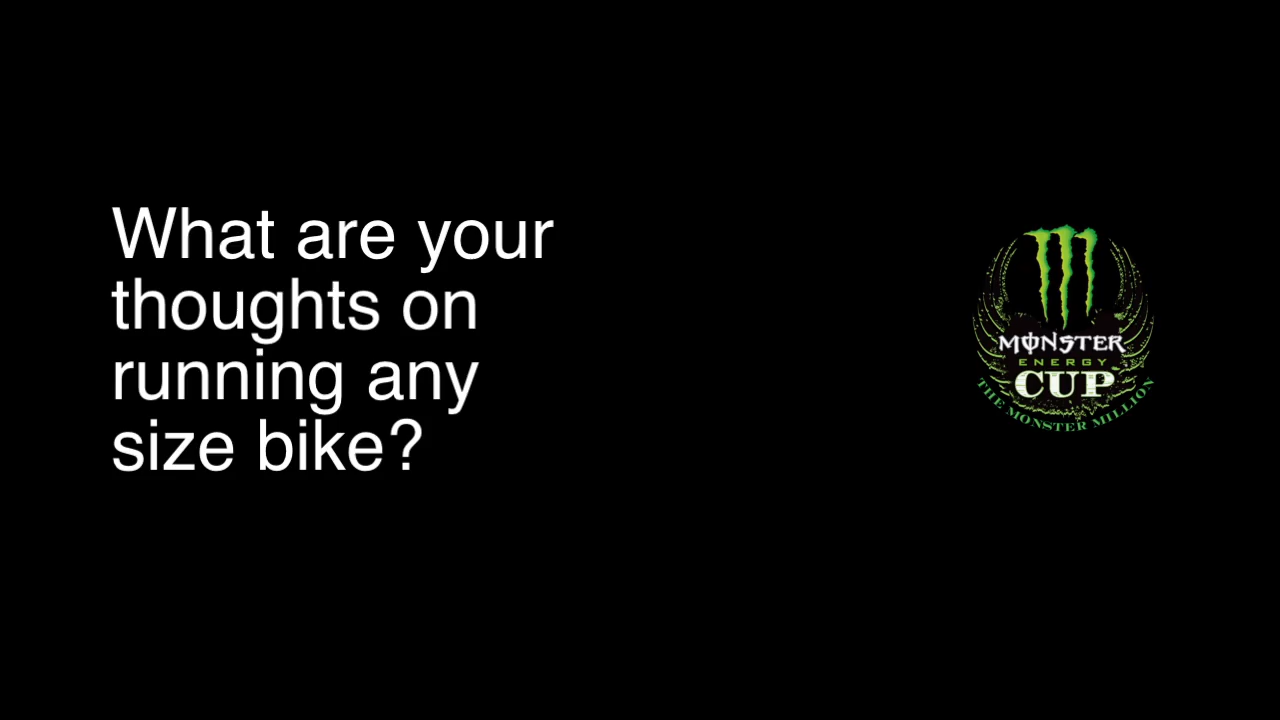 What are your
thoughts on
running any
size bike?
MONSTER
ENERGY
CUP
THE MONSTER MILLION